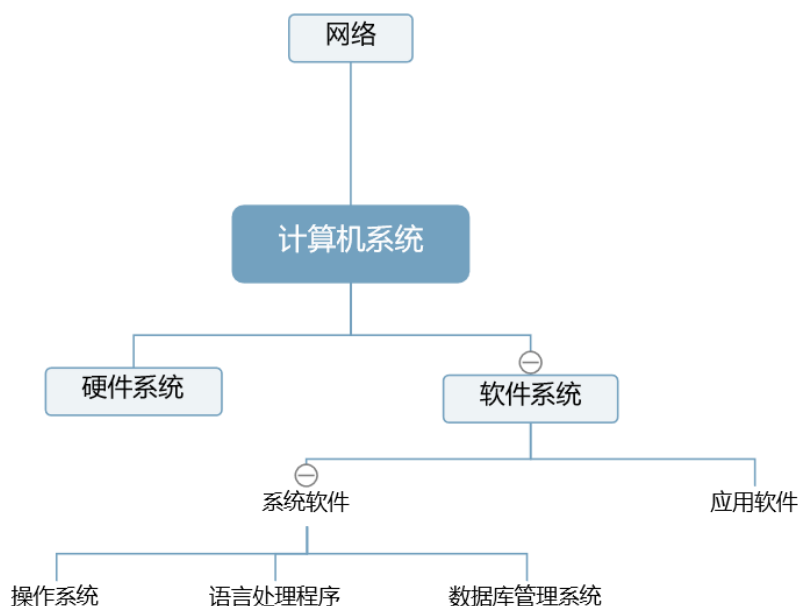 网络
计算机系统
硬件系统
软件系统
系统软件
应用软件
操作系统
语言处理程序
数据库管理系统